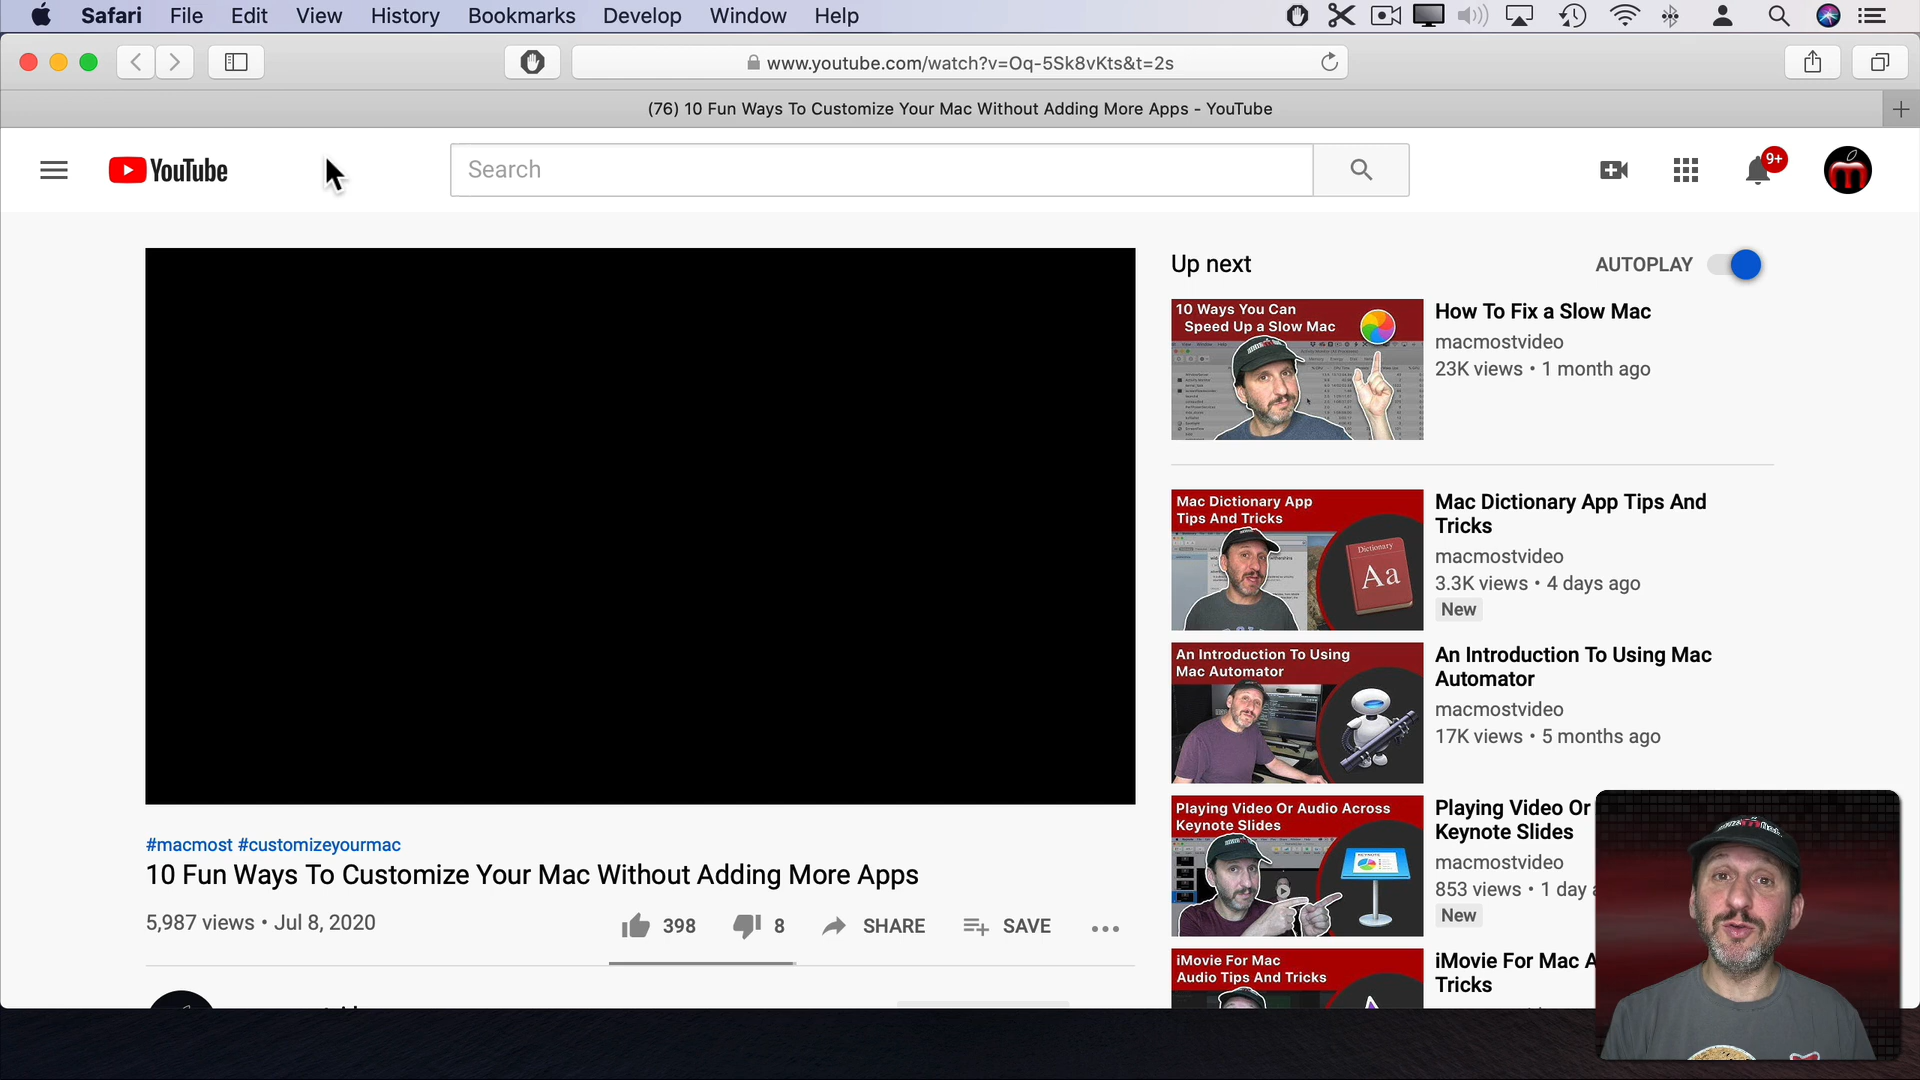 Safari File Edit View History Bookmarks Develop Window Help
www.youtube.com/watch?v=Oq-5Sk8vKts&t=2s
(76) 10 Fun Ways To Customize Your Mac Without Adding More Apps - YouTube
YouTube
Search
9+
Up next
AUTOPLAY
10 Ways You Can
Speed Up a Slow Mac
How To Fix a Slow Mac
macmostvideo
23K views • 1 month ago
Mac Dictionary App
Tips And Tricks
Dictionary
Aa
Mac Dictionary App Tips And
Tricks
macmostvideo
3.3K views • 4 days ago
New
An Introduction To Using
Mac Automator
An Introduction To Using Mac
Automator
macmostvideo
17K views • 5 months ago
Playing Video Or Audio Across
Keynote Slides
KEYNOTE
Playing Video Or
Keynote Slides
macmostvideo
853 views • 1 day
New
iMovie For Mac
Audio Tips And Tricks
iMovie For Mac A
Tricks
#macmost #customizeyourmac
10 Fun Ways To Customize Your Mac Without Adding More Apps
5,987 views • Jul 8, 2020
398
8
SHARE
SAVE